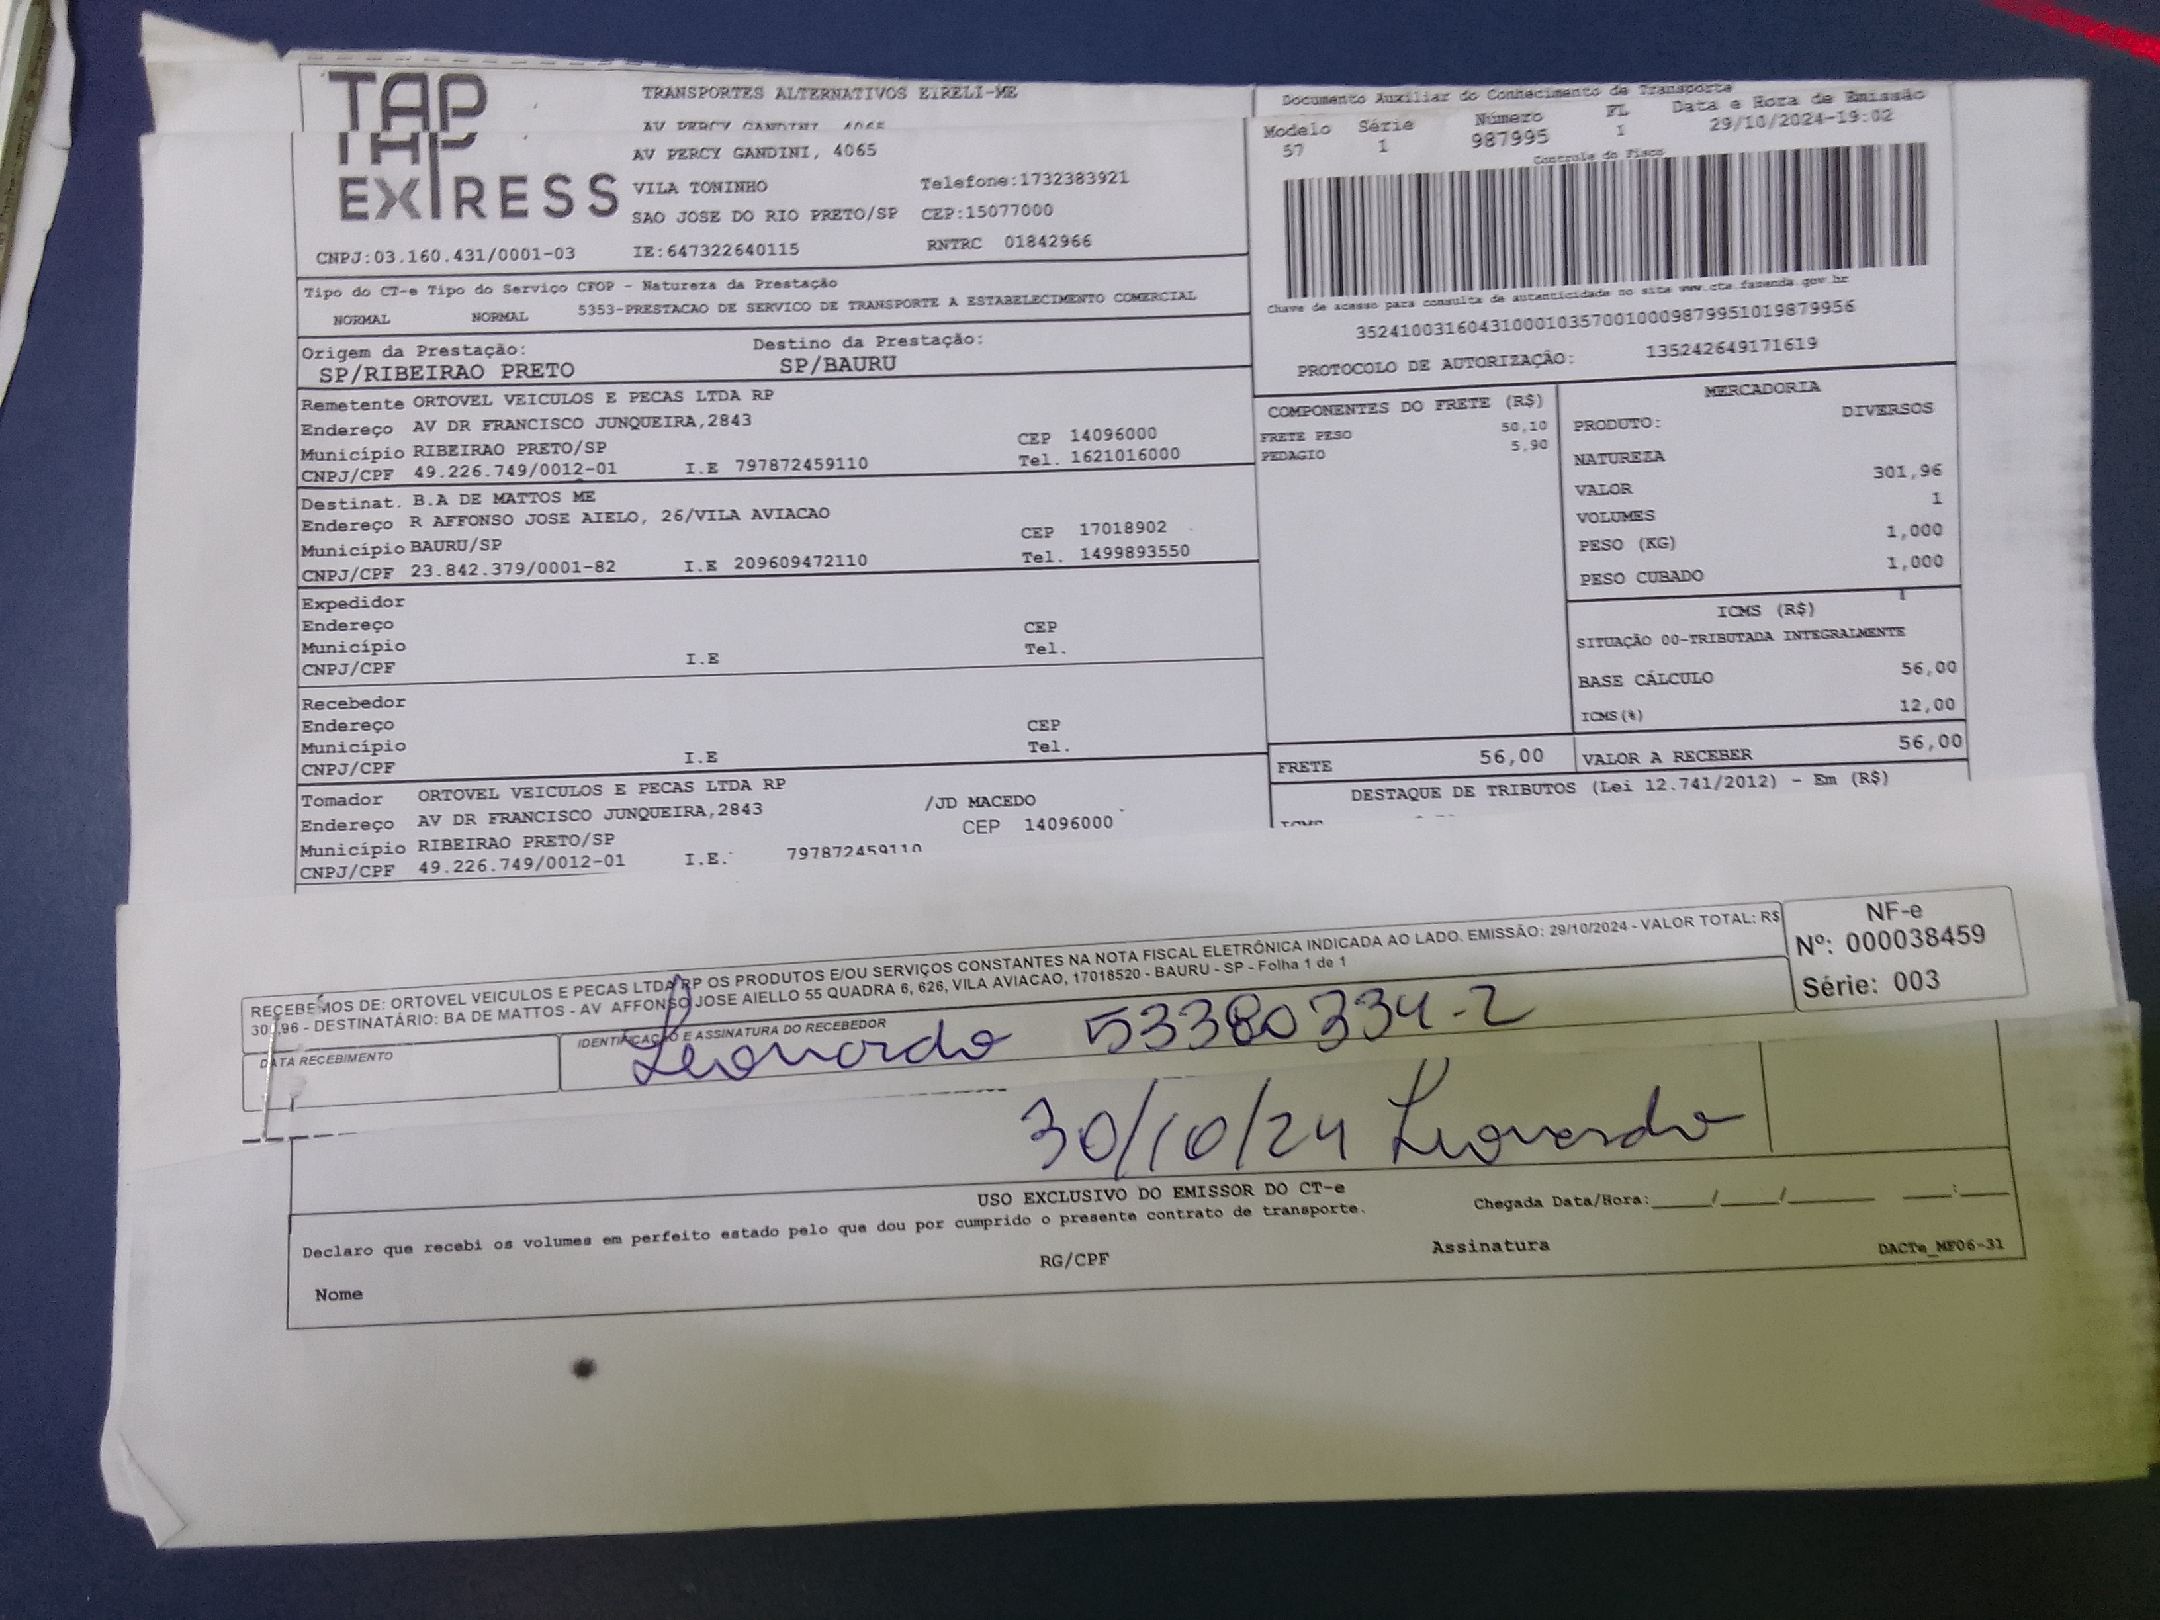 TAP
EXPRESS
TRANSPORTES ALTERNATIVOS EIRELI-ME
AV PERCY GANDINI, 4065
AV PERCY GANDINI, 4065
VILA TONINHO Telefone:1732383921
SAO JOSE DO RIO PRETO/SP CEP:15077000
CNPJ:03.160.431/0001-03 IE:647322640115 RNTRC 01842966
Documento Auxiliar do Conhecimento de Transporte
Modelo Série Número FL Data e Hora de Emissão
57 1 987995 1 29/10/2024-19:02
Controle do Fisco
Chave de acesso para consulta de autenticidade no site www.cte.fazenda.gov.br
35241003160431000103570010009879951019879956
PROTOCOLO DE AUTORIZAÇÃO: 135242649171619
Tipo do CT-e Tipo do Serviço CFOP - Natureza da Prestação
NORMAL NORMAL 5353-PRESTACAO DE SERVICO DE TRANSPORTE A ESTABELECIMENTO COMERCIAL
Origem da Prestação: Destino da Prestação:
SP/RIBEIRAO PRETO SP/BAURU
Remetente ORTOVEL VEICULOS E PECAS LTDA RP
Endereço AV DR FRANCISCO JUNQUEIRA,2843
Município RIBEIRAO PRETO/SP CEP 14096000
CNPJ/CPF 49.226.749/0012-01 I.E 797872459110 Tel. 1621016000
Destinat. B.A DE MATTOS ME
Endereço R AFFONSO JOSE AIELO, 26/VILA AVIACAO
Município BAURU/SP CEP 17018902
CNPJ/CPF 23.842.379/0001-82 I.E 209609472110 Tel. 1499893550
Expedidor
Endereço
Município CEP
CNPJ/CPF I.E Tel.
Recebedor
Endereço
Município CEP
CNPJ/CPF I.E Tel.
Tomador ORTOVEL VEICULOS E PECAS LTDA RP
Endereço AV DR FRANCISCO JUNQUEIRA,2843 /JD MACEDO
Município RIBEIRAO PRETO/SP CEP 14096000
CNPJ/CPF 49.226.749/0012-01 I.E. 797872459110
COMPONENTES DO FRETE (R$)
FRETE PESO 50,10
PEDAGIO 5,90
MERCADORIA
PRODUTO: DIVERSOS
NATUREZA
VALOR 301,96
VOLUMES 1
PESO (KG) 1,000
PESO CUBADO 1,000
ICMS (R$)
SITUAÇÃO 00-TRIBUTADA INTEGRALMENTE
BASE CÁLCULO 56,00
ICMS(%) 12,00
FRETE 56,00 VALOR A RECEBER 56,00
DESTAQUE DE TRIBUTOS (Lei 12.741/2012) - Em (R$)
RECEBEMOS DE: ORTOVEL VEICULOS E PECAS LTDA RP OS PRODUTOS E/OU SERVIÇOS CONSTANTES NA NOTA FISCAL ELETRÔNICA INDICADA AO LADO. EMISSÃO: 29/10/2024 - VALOR TOTAL: R$
301,96 - DESTINATÁRIO: BA DE MATTOS - AV AFFONSO JOSE AIELLO 55 QUADRA 6, 626, VILA AVIACAO, 17018520 - BAURU - SP - Folha 1 de 1
DATA RECEBIMENTO IDENTIFICAÇÃO E ASSINATURA DO RECEBEDOR
NF-e
Nº: 000038459
Série: 003
Leonardo 53380334-2
30/10/24 Leonardo
USO EXCLUSIVO DO EMISSOR DO CT-e
Declaro que recebi os volumes em perfeito estado pelo que dou por cumprido o presente contrato de transporte. Chegada Data/Hora:____/____/______ ___:___
Nome RG/CPF Assinatura DACTe_MF06-31